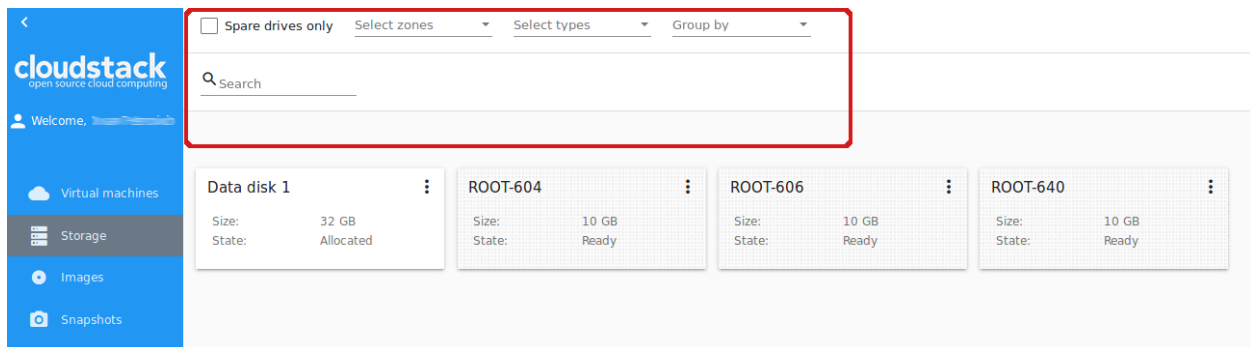 cloudstack
open source cloud computing
Welcome,
Virtual machines
Storage
Images
Snapshots
Spare drives only Select zones Select types Group by
Search
Data disk 1
Size: 32 GB
State: Allocated
ROOT-604
Size: 10 GB
State: Ready
ROOT-606
Size: 10 GB
State: Ready
ROOT-640
Size: 10 GB
State: Ready